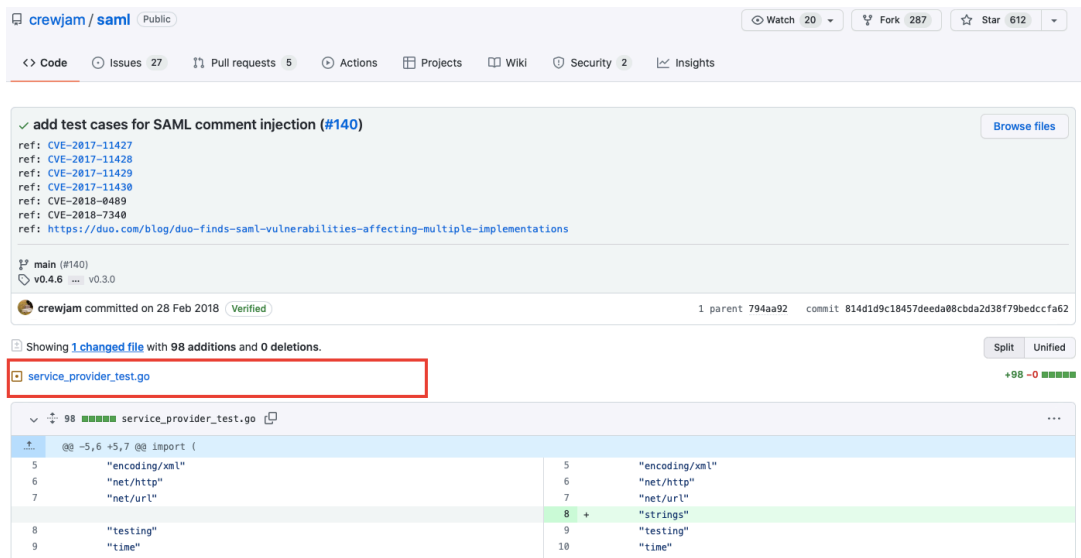 crewjam / saml Public
Watch 20 Fork 287 Star 612
<> Code Issues 27 Pull requests 5 Actions Projects Wiki Security 2 Insights
add test cases for SAML comment injection (#140)
Browse files
ref: CVE-2017-11427
ref: CVE-2017-11428
ref: CVE-2017-11429
ref: CVE-2017-11430
ref: CVE-2018-0489
ref: CVE-2018-7340
ref: https://duo.com/blog/duo-finds-saml-vulnerabilities-affecting-multiple-implementations
main (#140)
v0.4.6 ... v0.3.0
crewjam committed on 28 Feb 2018 Verified 1 parent 794aa92 commit 814d1d9c18457deeda08cbda2d38f79bedccfa62
Showing 1 changed file with 98 additions and 0 deletions. Split Unified
service_provider_test.go +98 −0
98 service_provider_test.go ...
@@ -5,6 +5,7 @@ import (
5 "encoding/xml" 5 "encoding/xml"
6 "net/http" 6 "net/http"
7 "net/url" 7 "net/url"
8 + "strings"
8 "testing" 9 "testing"
9 "time" 10 "time"